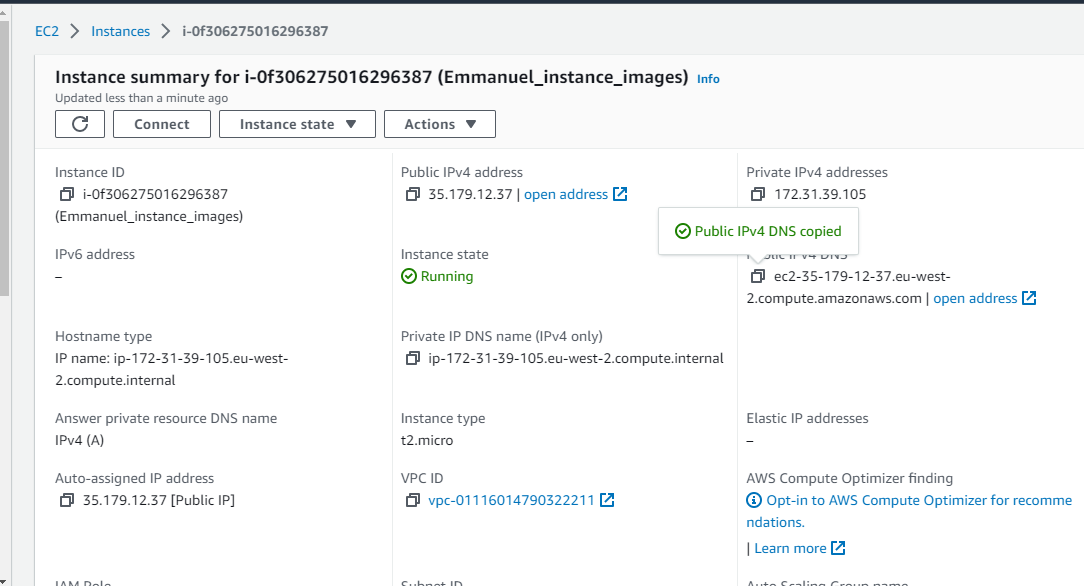 EC2 > Instances > i-0f306275016296387
Instance summary for i-0f306275016296387 (Emmanuel_instance_images) Info
Updated less than a minute ago
Connect Instance state Actions
Instance ID
i-0f306275016296387
(Emmanuel_instance_images)
Public IPv4 address
35.179.12.37 | open address
Private IPv4 addresses
172.31.39.105
Public IPv4 DNS copied
IPv6 address
–
Instance state
Running
Public IPv4 DNS
ec2-35-179-12-37.eu-west-
2.compute.amazonaws.com | open address
Hostname type
IP name: ip-172-31-39-105.eu-west-
2.compute.internal
Private IP DNS name (IPv4 only)
ip-172-31-39-105.eu-west-2.compute.internal
Answer private resource DNS name
IPv4 (A)
Instance type
t2.micro
Elastic IP addresses
–
Auto-assigned IP address
35.179.12.37 [Public IP]
VPC ID
vpc-01116014790322211
AWS Compute Optimizer finding
Opt-in to AWS Compute Optimizer for recomme
ndations.
| Learn more
IAM Role
Subnet ID
Auto Scaling Group name